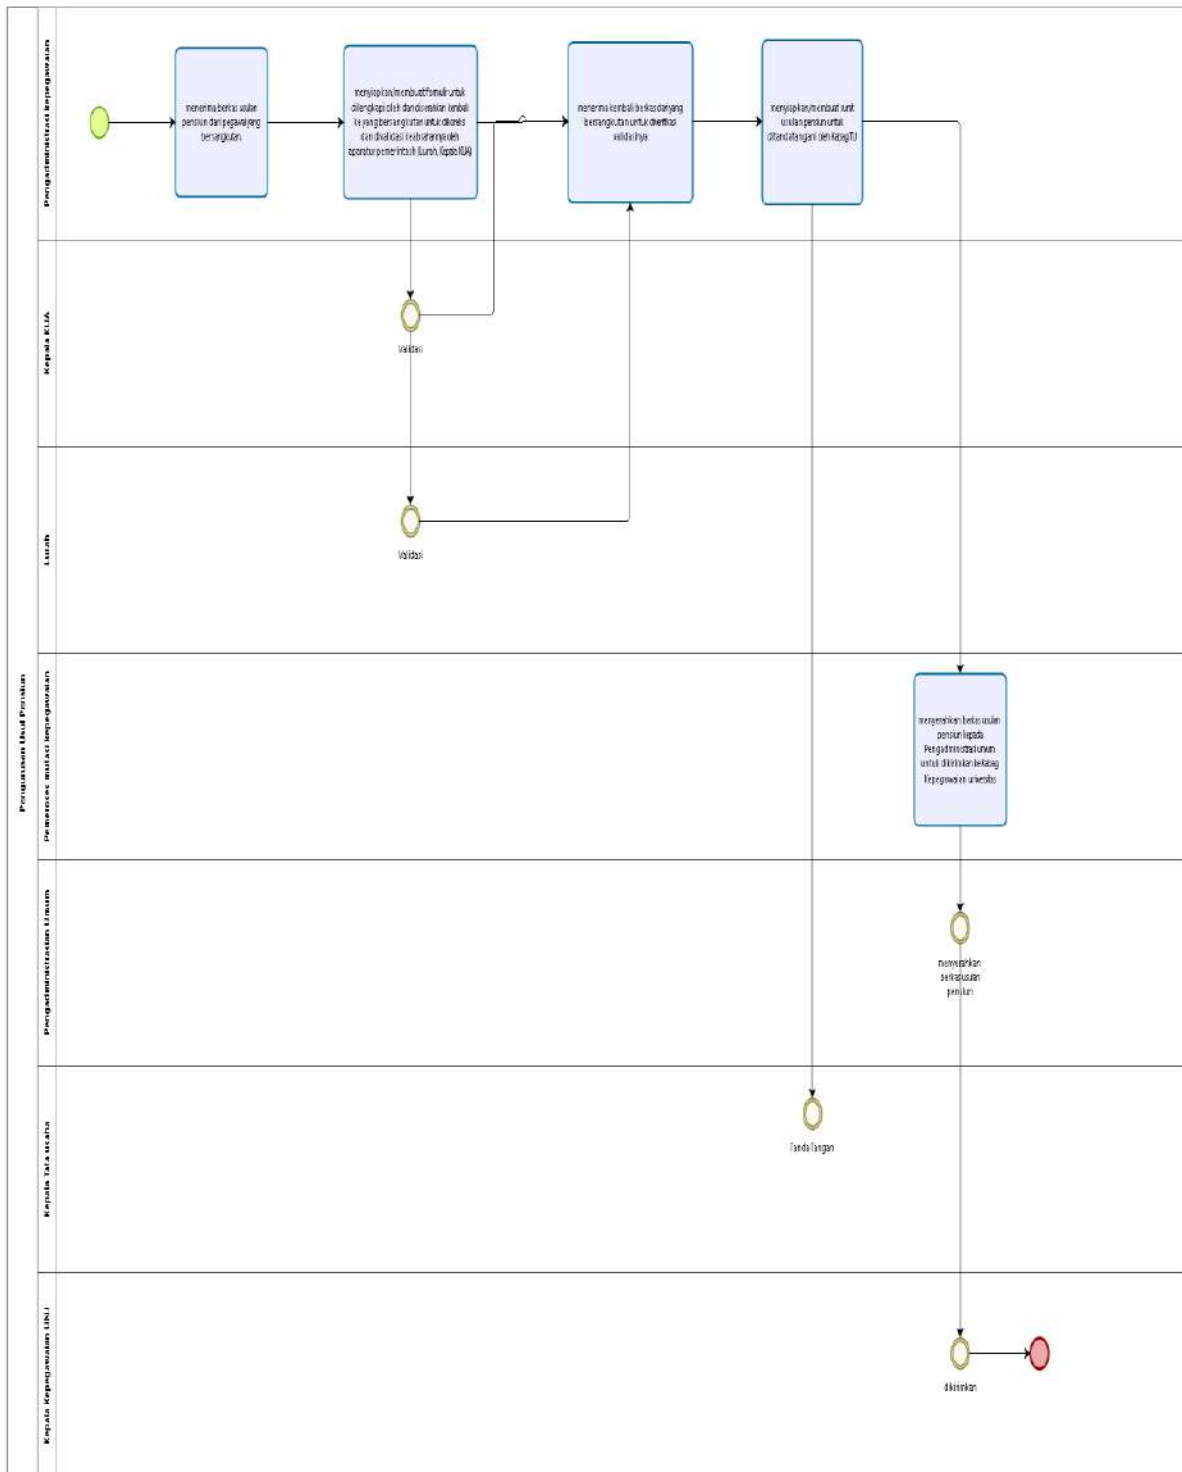 Pengurusan Usul Pensiun
Pengadministrasi kepegawaian
menerima berkas usulan
pensiun dari pegawai yang
bersangkutan.
menyiapkan/membuat formulir untuk
dilengkapi oleh dan diserahkan kembali
ke yang bersangkutan untuk dikoreksi
dan divalidasi keabsahannya oleh
aparatur pemerintah (Lurah, Kepala KUA)
menerima kembali berkas dari yang
bersangkutan untuk diverifikasi
validasinya
menyiapkan/membuat surat
usulan pensiun untuk
ditandatangani oleh Kabag TU
Kepala KUA
Validasi
Lurah
Validasi
Pemeroses mutasi kepegawaian
menyerahkan berkas usulan
pensiun kepada
Pengadministrasi umum
untuk dikirimkan ke Kabag
Kepegawaian universitas
Pengadministrasian Umum
menyerahkan
berkas usulan
pensiun
Kepala Tata usaha
Tanda Tangan
Kepala Kepegawaian UNJ
dikirimkan